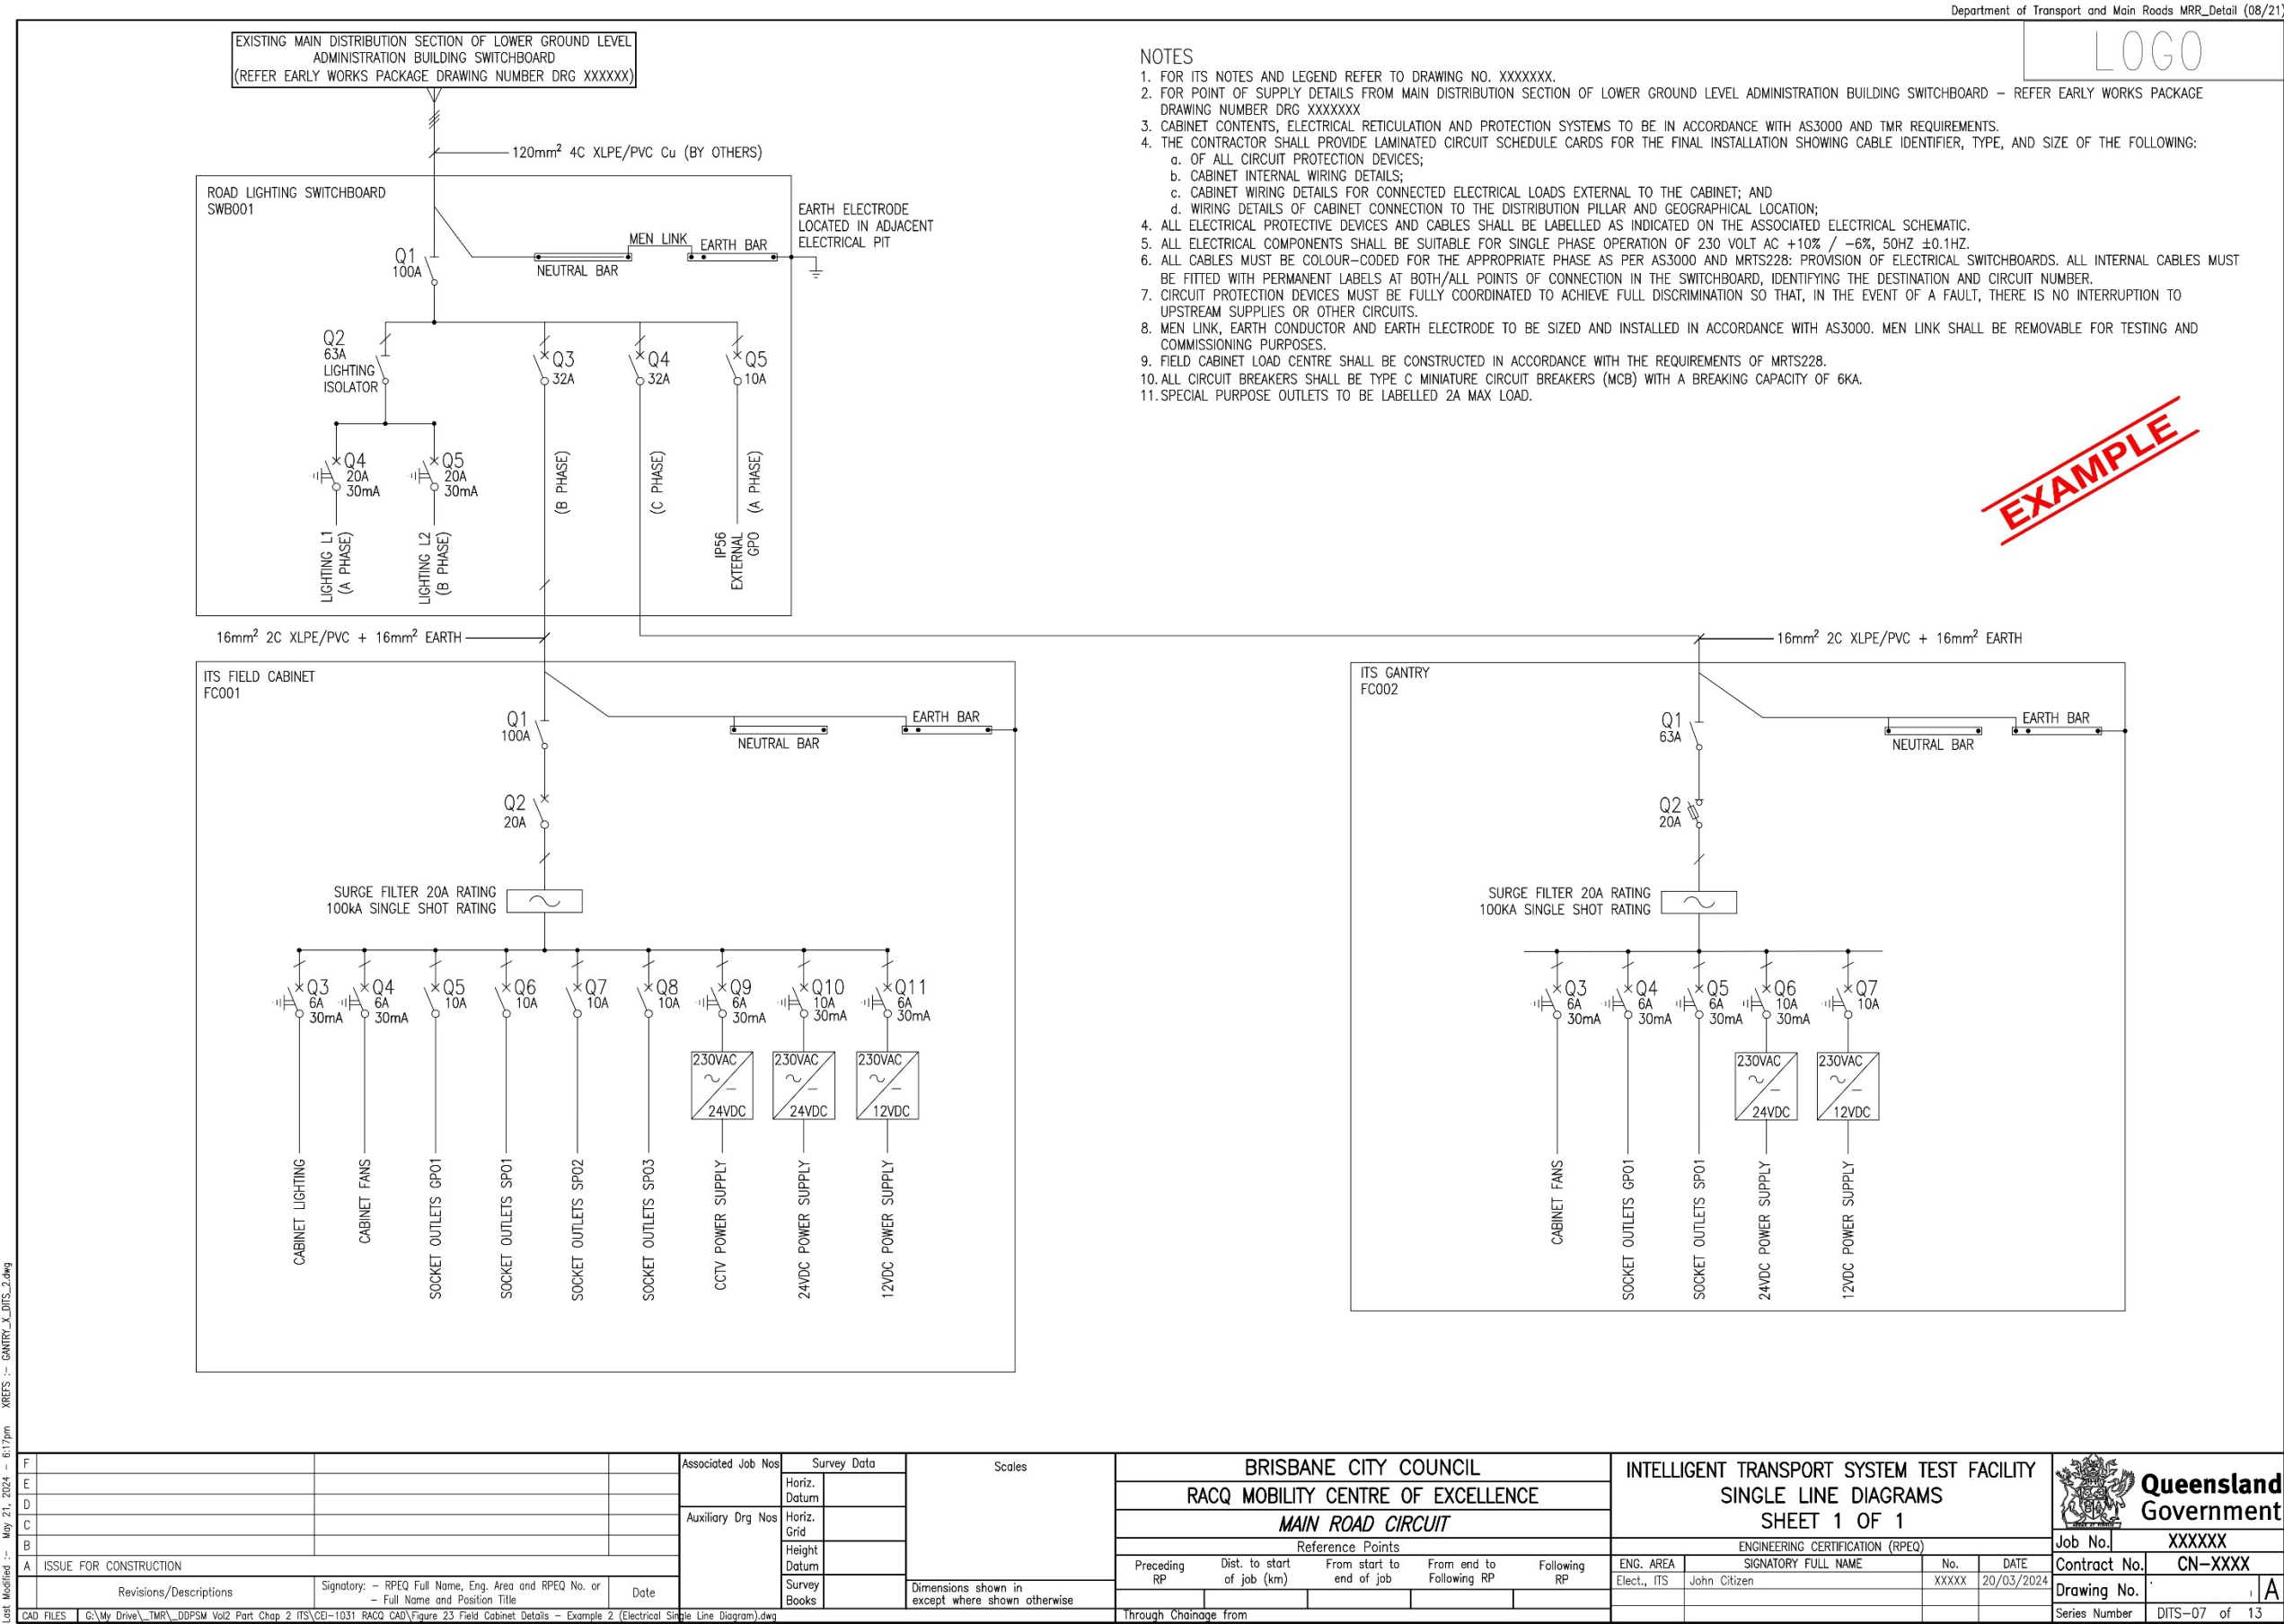 Department of Transport and Main Roads MRR_Detail (08/21)
LOGO
EXISTING MAIN DISTRIBUTION SECTION OF LOWER GROUND LEVEL
ADMINISTRATION BUILDING SWITCHBOARD
(REFER EARLY WORKS PACKAGE DRAWING NUMBER DRG XXXXXX)
120mm² 4C XLPE/PVC Cu (BY OTHERS)
NOTES
1. FOR ITS NOTES AND LEGEND REFER TO DRAWING NO. XXXXXXX.
2. FOR POINT OF SUPPLY DETAILS FROM MAIN DISTRIBUTION SECTION OF LOWER GROUND LEVEL ADMINISTRATION BUILDING SWITCHBOARD – REFER EARLY WORKS PACKAGE
DRAWING NUMBER DRG XXXXXXX
3. CABINET CONTENTS, ELECTRICAL RETICULATION AND PROTECTION SYSTEMS TO BE IN ACCORDANCE WITH AS3000 AND TMR REQUIREMENTS.
4. THE CONTRACTOR SHALL PROVIDE LAMINATED CIRCUIT SCHEDULE CARDS FOR THE FINAL INSTALLATION SHOWING CABLE IDENTIFIER, TYPE, AND SIZE OF THE FOLLOWING:
a. OF ALL CIRCUIT PROTECTION DEVICES;
b. CABINET INTERNAL WIRING DETAILS;
c. CABINET WIRING DETAILS FOR CONNECTED ELECTRICAL LOADS EXTERNAL TO THE CABINET; AND
d. WIRING DETAILS OF CABINET CONNECTION TO THE DISTRIBUTION PILLAR AND GEOGRAPHICAL LOCATION;
4. ALL ELECTRICAL PROTECTIVE DEVICES AND CABLES SHALL BE LABELLED AS INDICATED ON THE ASSOCIATED ELECTRICAL SCHEMATIC.
5. ALL ELECTRICAL COMPONENTS SHALL BE SUITABLE FOR SINGLE PHASE OPERATION OF 230 VOLT AC +10% / –6%, 50HZ ±0.1HZ.
6. ALL CABLES MUST BE COLOUR–CODED FOR THE APPROPRIATE PHASE AS PER AS3000 AND MRTS228: PROVISION OF ELECTRICAL SWITCHBOARDS. ALL INTERNAL CABLES MUST
BE FITTED WITH PERMANENT LABELS AT BOTH/ALL POINTS OF CONNECTION IN THE SWITCHBOARD, IDENTIFYING THE DESTINATION AND CIRCUIT NUMBER.
7. CIRCUIT PROTECTION DEVICES MUST BE FULLY COORDINATED TO ACHIEVE FULL DISCRIMINATION SO THAT, IN THE EVENT OF A FAULT, THERE IS NO INTERRUPTION TO
UPSTREAM SUPPLIES OR OTHER CIRCUITS.
8. MEN LINK, EARTH CONDUCTOR AND EARTH ELECTRODE TO BE SIZED AND INSTALLED IN ACCORDANCE WITH AS3000. MEN LINK SHALL BE REMOVABLE FOR TESTING AND
COMMISSIONING PURPOSES.
9. FIELD CABINET LOAD CENTRE SHALL BE CONSTRUCTED IN ACCORDANCE WITH THE REQUIREMENTS OF MRTS228.
10. ALL CIRCUIT BREAKERS SHALL BE TYPE C MINIATURE CIRCUIT BREAKERS (MCB) WITH A BREAKING CAPACITY OF 6KA.
11. SPECIAL PURPOSE OUTLETS TO BE LABELLED 2A MAX LOAD.
EXAMPLE
ROAD LIGHTING SWITCHBOARD
SWB001
EARTH ELECTRODE
LOCATED IN ADJACENT
ELECTRICAL PIT
MEN LINK
EARTH BAR
NEUTRAL BAR
Q1
100A
Q2
63A
LIGHTING
ISOLATOR
Q3
32A
Q4
32A
Q5
10A
Q4
20A
30mA
Q5
20A
30mA
(B PHASE)
(C PHASE)
(A PHASE)
LIGHTING L1
(A PHASE)
LIGHTING L2
(B PHASE)
IP56
EXTERNAL
GPO
16mm² 2C XLPE/PVC + 16mm² EARTH
16mm² 2C XLPE/PVC + 16mm² EARTH
ITS FIELD CABINET
FC001
Q1
100A
NEUTRAL BAR
EARTH BAR
Q2
20A
SURGE FILTER 20A RATING
100kA SINGLE SHOT RATING
Q3
6A
30mA
Q4
6A
30mA
Q5
10A
Q6
10A
Q7
10A
Q8
10A
Q9
6A
30mA
Q10
10A
30mA
Q11
6A
30mA
230VAC
24VDC
230VAC
24VDC
230VAC
12VDC
CABINET LIGHTING
CABINET FANS
SOCKET OUTLETS GPO1
SOCKET OUTLETS SPO1
SOCKET OUTLETS SPO2
SOCKET OUTLETS SPO3
CCTV POWER SUPPLY
24VDC POWER SUPPLY
12VDC POWER SUPPLY
ITS GANTRY
FC002
Q1
63A
NEUTRAL BAR
EARTH BAR
Q2
20A
SURGE FILTER 20A RATING
100KA SINGLE SHOT RATING
Q3
6A
30mA
Q4
6A
30mA
Q5
6A
30mA
Q6
10A
30mA
Q7
10A
230VAC
24VDC
230VAC
12VDC
CABINET FANS
SOCKET OUTLETS GPO1
SOCKET OUTLETS SPO1
24VDC POWER SUPPLY
12VDC POWER SUPPLY
Last Modified :– May 21, 2024 – 6:17pm XREFS :– GANTRY_X_DITS_2.dwg
F
E
D
C
B
A ISSUE FOR CONSTRUCTION
Revisions/Descriptions
Signatory: – RPEQ Full Name, Eng. Area and RPEQ No. or
– Full Name and Position Title
Date
CAD FILES G:\My Drive\_TMR\_DDPSM Vol2 Part Chap 2 ITS\CEI–1031 RACQ CAD\Figure 23 Field Cabinet Details – Example 2 (Electrical Single Line Diagram).dwg
Associated Job Nos
Auxiliary Drg Nos
Survey Data
Horiz.
Datum
Horiz.
Grid
Height
Datum
Survey
Books
Scales
Dimensions shown in
except where shown otherwise
BRISBANE CITY COUNCIL
RACQ MOBILITY CENTRE OF EXCELLENCE
MAIN ROAD CIRCUIT
Reference Points
Preceding
RP
Dist. to start
of job (km)
From start to
end of job
From end to
Following RP
Following
RP
Through Chainage from
INTELLIGENT TRANSPORT SYSTEM TEST FACILITY
SINGLE LINE DIAGRAMS
SHEET 1 OF 1
ENGINEERING CERTIFICATION (RPEQ)
ENG. AREA SIGNATORY FULL NAME No. DATE
Elect., ITS John Citizen XXXXX 20/03/2024
Queensland
Government
Job No. XXXXXX
Contract No. CN–XXXX
Drawing No. A
Series Number DITS–07 of 13